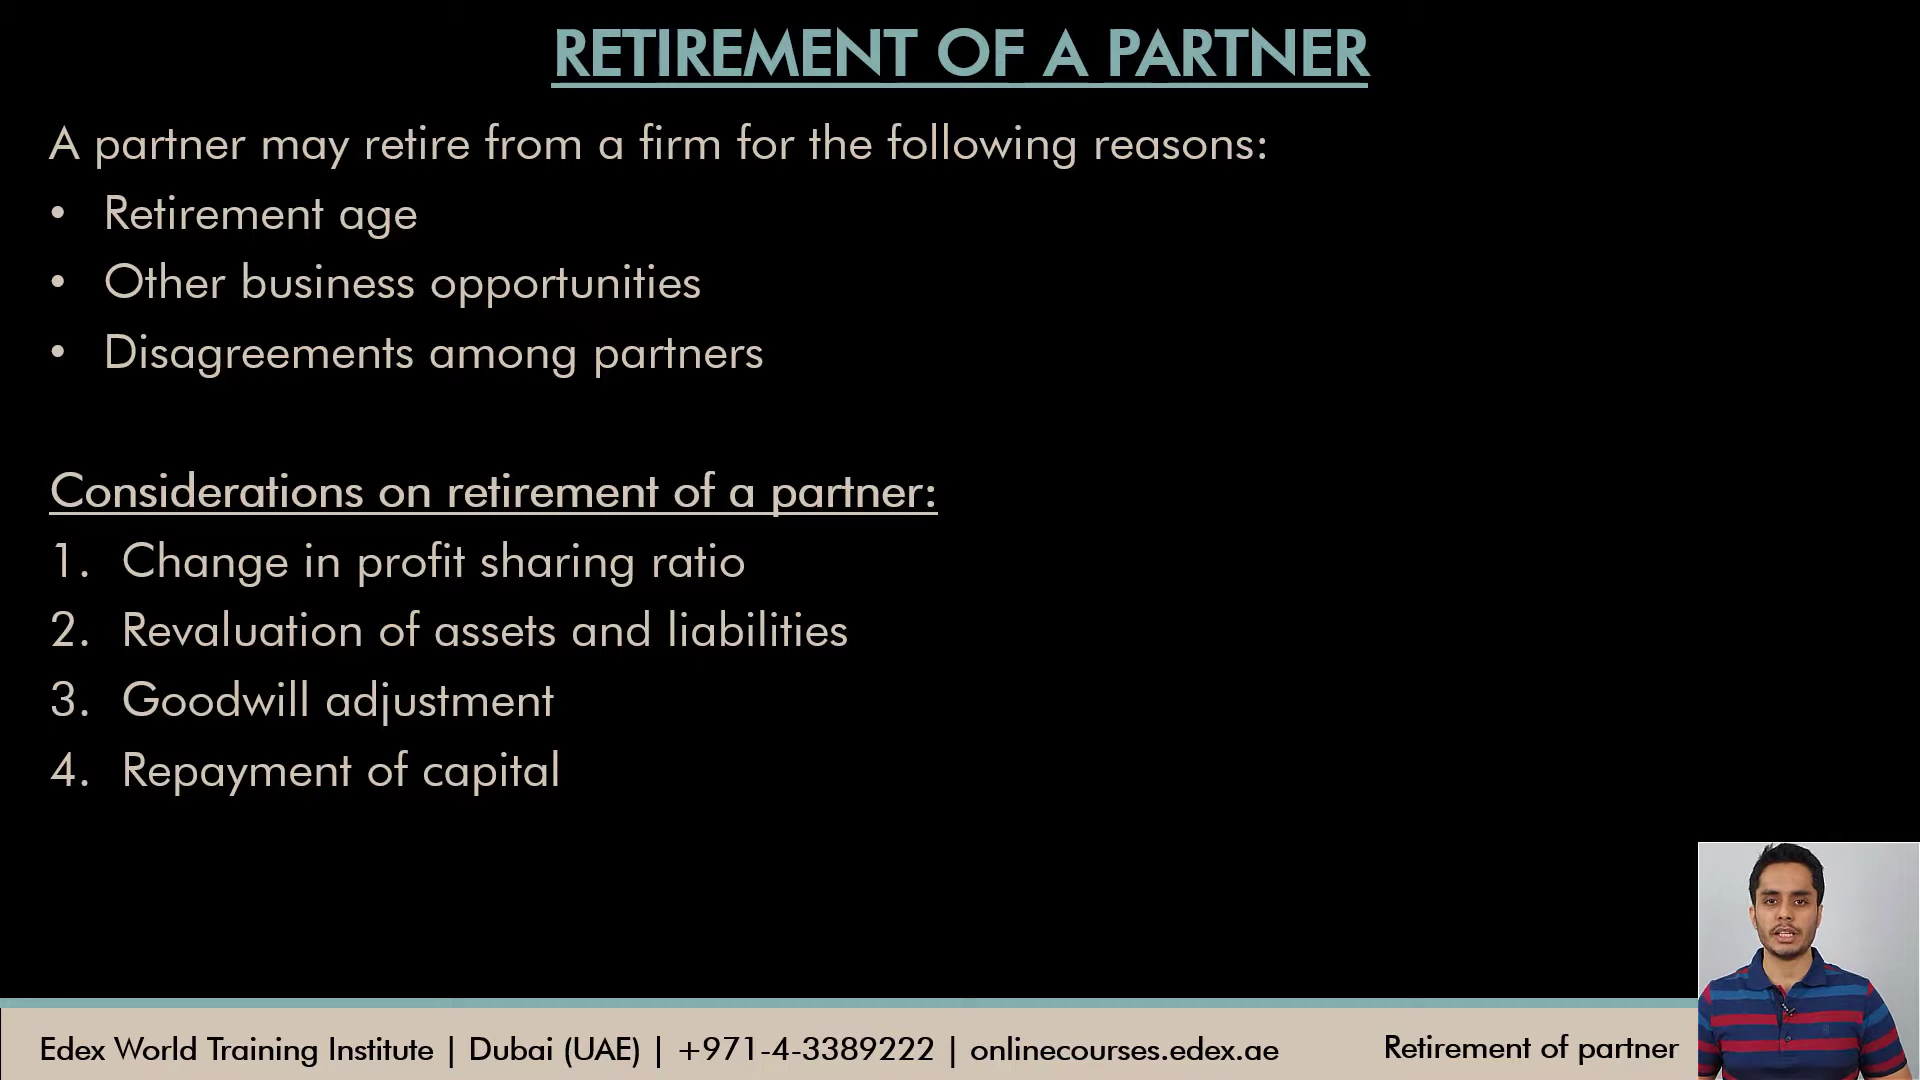 RETIREMENT OF A PARTNER
A partner may retire from a firm for the following reasons:
• Retirement age
• Other business opportunities
• Disagreements among partners
Considerations on retirement of a partner:
1. Change in profit sharing ratio
2. Revaluation of assets and liabilities
3. Goodwill adjustment
4. Repayment of capital
Edex World Training Institute | Dubai (UAE) | +971-4-3389222 | onlinecourses.edex.ae
Retirement of partner